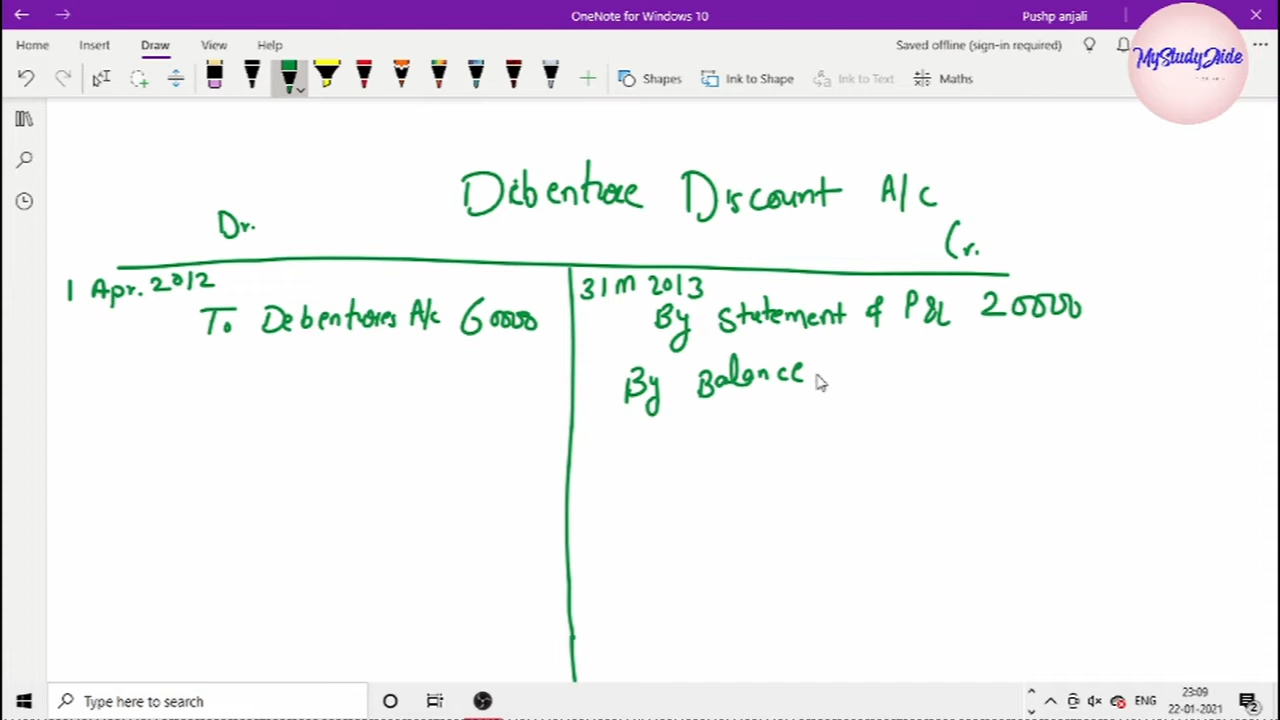 OneNote for Windows 10
Pushp anjali
Home Insert Draw View Help
Saved offline (sign-in required)
MyStudyAide
Shapes Ink to Shape Ink to Text Maths
Debenture Discount A/c
Dr. Cr.
1 Apr. 2012 31 M 2013
To Debentures A/c 60000 By Statement of P&L 20000
By Balance
Type here to search
ENG
23:09
22-01-2021
2